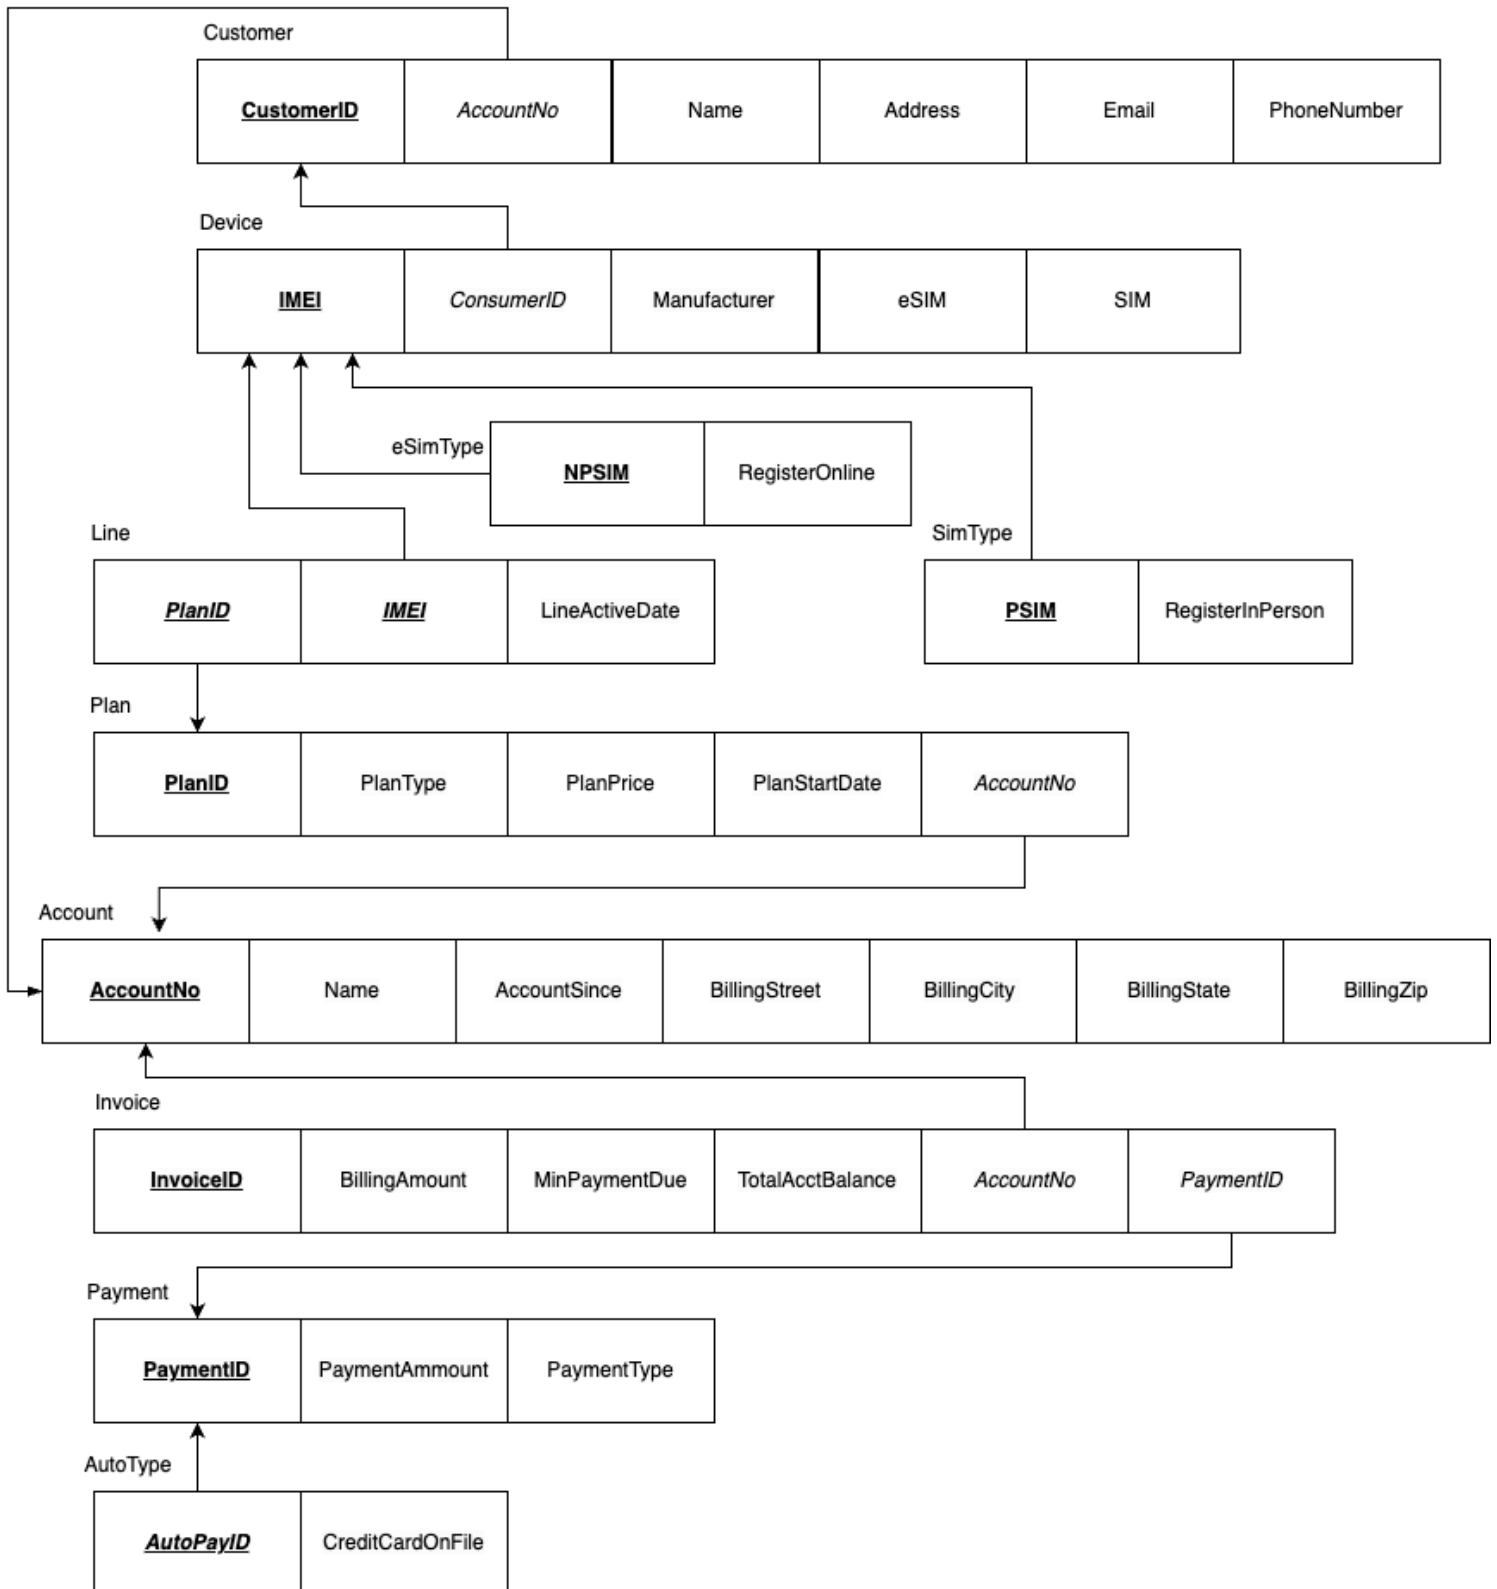 Customer
CustomerID AccountNo Name Address Email PhoneNumber
Device
IMEI ConsumerID Manufacturer eSIM SIM
eSimType
NPSIM RegisterOnline
Line
SimType
PlanID IMEI LineActiveDate
PSIM RegisterInPerson
Plan
PlanID PlanType PlanPrice PlanStartDate AccountNo
Account
AccountNo Name AccountSince BillingStreet BillingCity BillingState BillingZip
Invoice
InvoiceID BillingAmount MinPaymentDue TotalAcctBalance AccountNo PaymentID
Payment
PaymentID PaymentAmmount PaymentType
AutoType
AutoPayID CreditCardOnFile